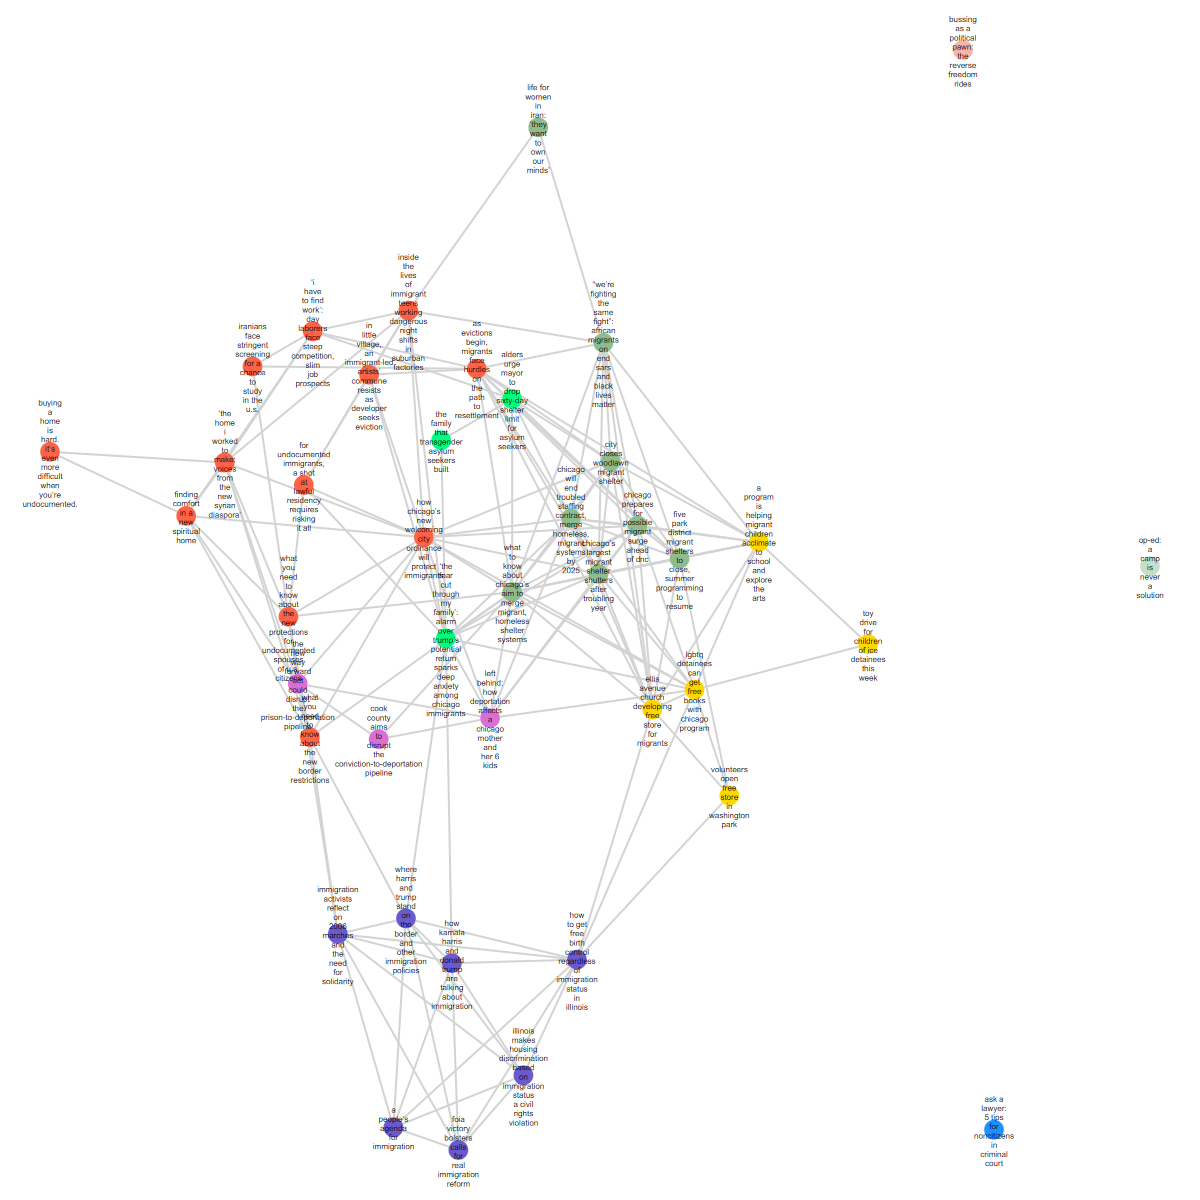 bussing
as a
political
pawn:
the
reverse
freedom
rides
life for
women
in
iran:
they
want
to
own
our
minds'
inside
the
lives
of
immigrant
teens
working
dangerous
night
shifts
in
suburban
factories
"we're
fighting
the
same
fight":
african
migrants
on
end
sars
and
black
lives
matter
'i
have
to find
work':
day
laborers
face
steep
competition,
slim
job
prospects
iranians
face
stringent
screening
for a
chance
to
study
in the
u.s.
in
little
village,
an
immigrant-led
artists'
commune
resists
as
developer
seeks
eviction
as
evictions
begin,
migrants
face
hurdles
on
the
path
to
resettlement
alders
urge
mayor
to
drop
sixty-day
shelter
limit
for
asylum
seekers
buying
a
home
is
hard.
it's
even
more
difficult
when
you're
undocumented.
'the
home
i
worked
to
make:
voices
from
the
new
syrian
diaspora'
the
family
that
transgender
asylum
seekers
built
for
undocumented
immigrants,
a shot
at
lawful
residency
requires
risking
it all
city
closes
woodlawn
migrant
shelter
chicago
will
end
troubled
staffing
contract,
merge
homeless,
migrant
systems
by
2025
finding
comfort
in a
new
spiritual
home
how
chicago's
new
welcoming
city
ordinance
will
protect
immigrants
chicago
prepares
for
possible
migrant
surge
ahead
of dnc
five
park
district
migrant
shelters
to
close,
summer
programming
to
resume
a
program
is
helping
migrant
children
acclimate
to
school
and
explore
the
arts
op-ed:
a
camp
is
never
a
solution
chicago's
largest
migrant
shelter
shutters
after
troubling
year
what
to
know
about
chicago's
aim to
merge
migrant,
homeless
shelter
systems
what
you
need
to
know
about
the
new
protections
for
undocumented
spouses
of u.s.
citizens
'the
fear
cut
through
my
family':
alarm
over
trump's
potential
return
sparks
deep
anxiety
among
chicago
immigrants
toy
drive
for
children
of ice
detainees
this
week
the
new
way
forward
act
could
disrupt
the
prison-to-deportation
pipeline
lgbtq
detainees
can
get
free
books
with
chicago
program
ellis
avenue
church
developing
free
store
for
migrants
left
behind:
how
deportation
affects
a
chicago
mother
and
her 6
kids
what
you
need
to
know
about
the
new
border
restrictions
cook
county
aims
to
disrupt
the
conviction-to-deportation
pipeline
volunteers
open
free
store
in
washington
park
immigration
activists
reflect
on
2006
marches
and
the
need
for
solidarity
where
harris
and
trump
stand
on
the
border
and
other
immigration
policies
how
kamala
harris
and
donald
trump
are
talking
about
immigration
how
to get
free
birth
control
regardless
of
immigration
status
in
illinois
illinois
makes
housing
discrimination
based
on
immigration
status
a civil
rights
violation
a
people's
agenda
for
immigration
foia
victory
bolsters
calls
for
real
immigration
reform
ask a
lawyer:
5 tips
for
noncitizens
in
criminal
court